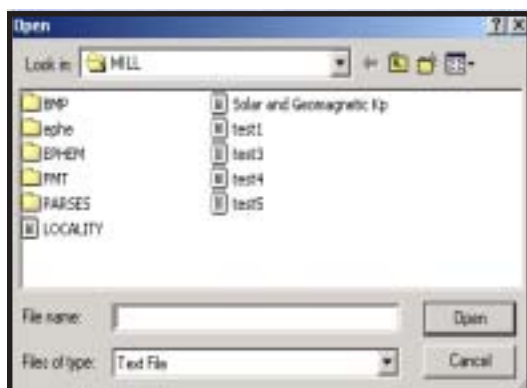 Open
Look in: MILL
BMP
ephe
EPHEM
PMT
PARSES
LOCALITY
Solar and Geomagnetic Kp
test1
test3
test4
test5
File name:
Open
Files of type: Text File
Cancel